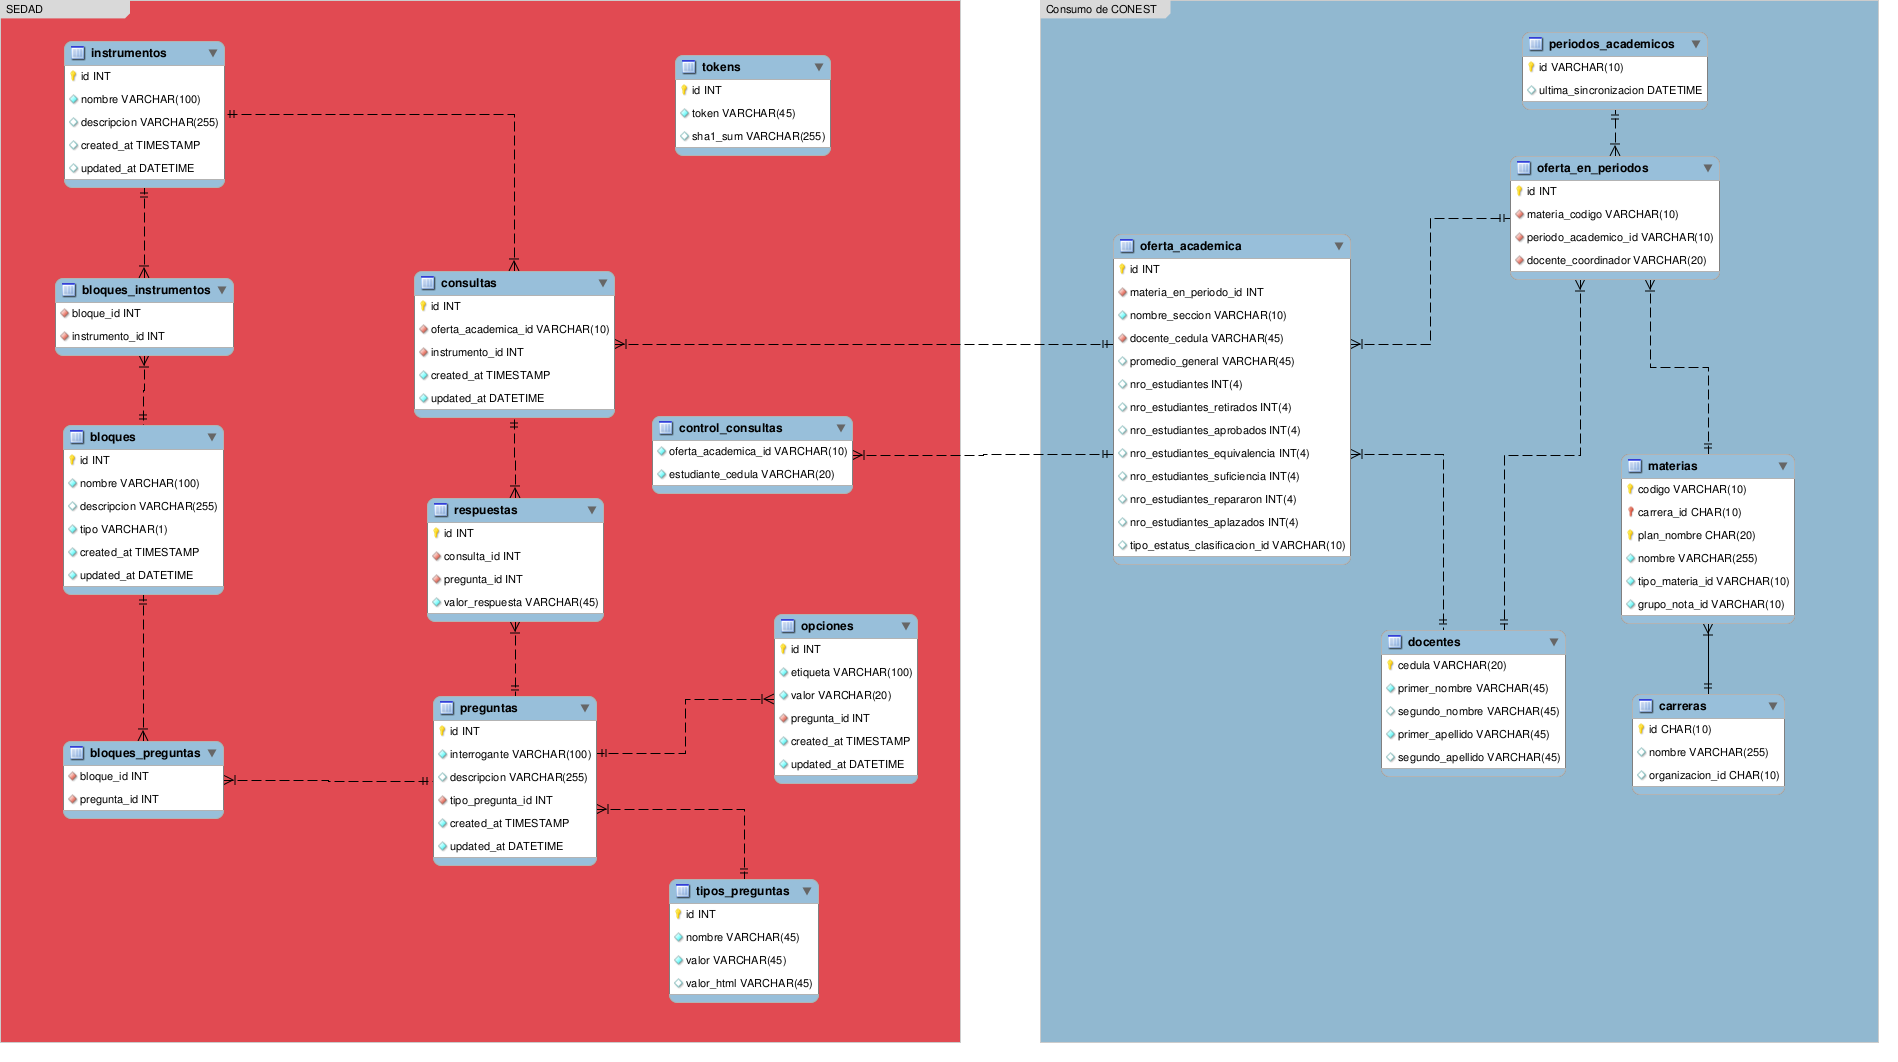 SEDAD
instrumentos
id INT
nombre VARCHAR(100)
descripcion VARCHAR(255)
created_at TIMESTAMP
updated_at DATETIME
tokens
id INT
token VARCHAR(45)
sha1_sum VARCHAR(255)
bloques_instrumentos
bloque_id INT
instrumento_id INT
consultas
id INT
oferta_academica_id VARCHAR(10)
instrumento_id INT
created_at TIMESTAMP
updated_at DATETIME
control_consultas
oferta_academica_id VARCHAR(10)
estudiante_cedula VARCHAR(20)
bloques
id INT
nombre VARCHAR(100)
descripcion VARCHAR(255)
tipo VARCHAR(1)
created_at TIMESTAMP
updated_at DATETIME
respuestas
id INT
consulta_id INT
pregunta_id INT
valor_respuesta VARCHAR(45)
opciones
id INT
etiqueta VARCHAR(100)
valor VARCHAR(20)
pregunta_id INT
created_at TIMESTAMP
updated_at DATETIME
preguntas
id INT
interrogante VARCHAR(100)
descripcion VARCHAR(255)
tipo_pregunta_id INT
created_at TIMESTAMP
updated_at DATETIME
bloques_preguntas
bloque_id INT
pregunta_id INT
tipos_preguntas
id INT
nombre VARCHAR(45)
valor VARCHAR(45)
valor_html VARCHAR(45)
Consumo de CONEST
periodos_academicos
id VARCHAR(10)
ultima_sincronizacion DATETIME
oferta_en_periodos
id INT
materia_codigo VARCHAR(10)
periodo_academico_id VARCHAR(10)
docente_coordinador VARCHAR(20)
oferta_academica
id INT
materia_en_periodo_id INT
nombre_seccion VARCHAR(10)
docente_cedula VARCHAR(45)
promedio_general VARCHAR(45)
nro_estudiantes INT(4)
nro_estudiantes_retirados INT(4)
nro_estudiantes_aprobados INT(4)
nro_estudiantes_equivalencia INT(4)
nro_estudiantes_suficiencia INT(4)
nro_estudiantes_repararon INT(4)
nro_estudiantes_aplazados INT(4)
tipo_estatus_clasificacion_id VARCHAR(10)
materias
codigo VARCHAR(10)
carrera_id CHAR(10)
plan_nombre CHAR(20)
nombre VARCHAR(255)
tipo_materia_id VARCHAR(10)
grupo_nota_id VARCHAR(10)
docentes
cedula VARCHAR(20)
primer_nombre VARCHAR(45)
segundo_nombre VARCHAR(45)
primer_apellido VARCHAR(45)
segundo_apellido VARCHAR(45)
carreras
id CHAR(10)
nombre VARCHAR(255)
organizacion_id CHAR(10)